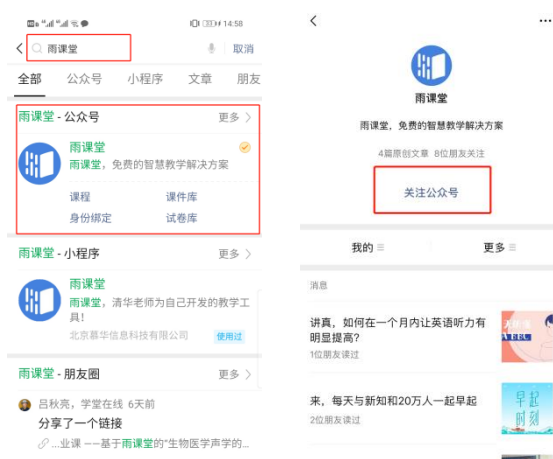 14:58
雨课堂
取消
全部 公众号 小程序 文章 朋友
雨课堂 - 公众号 更多
雨课堂
雨课堂，免费的智慧教学解决方案
课程 课件库
身份绑定 试卷库
雨课堂 - 小程序 更多
雨课堂
雨课堂，清华老师为自己开发的教学工
具！
北京慕华信息科技有限公司 使用过
雨课堂 - 朋友圈 更多
吕秋亮，学堂在线 6天前
分享了一个链接
...业课 ——基于雨课堂的“生物医学声学的...
雨课堂
雨课堂，免费的智慧教学解决方案
4篇原创文章 8位朋友关注
关注公众号
我的 更多
消息
讲真，如何在一个月内让英语听力有
明显提高？
1位朋友读过
来，每天与新知和20万人一起早起
2位朋友读过
早起
时刻